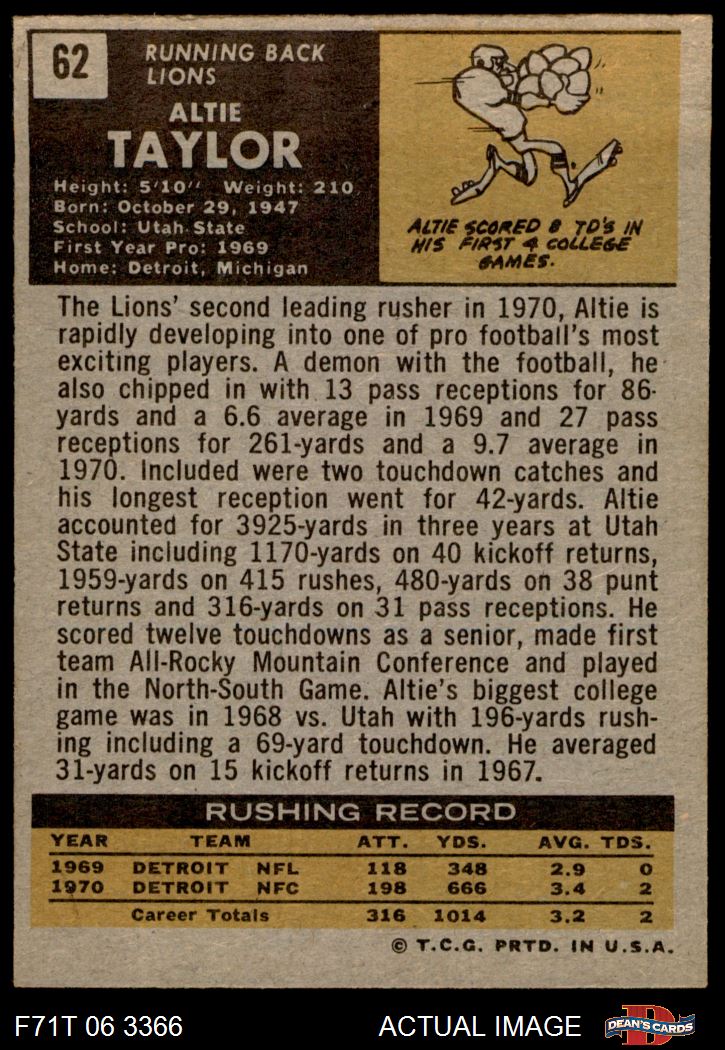 62
RUNNING BACK
LIONS
ALTIE
TAYLOR
Height: 5'10" Weight: 210
Born: October 29, 1947
School: Utah State
First Year Pro: 1969
Home: Detroit, Michigan
ALTIE SCORED 8 TD'S IN
HIS FIRST 4 COLLEGE
GAMES.
The Lions' second leading rusher in 1970, Altie is
rapidly developing into one of pro football's most
exciting players. A demon with the football, he
also chipped in with 13 pass receptions for 86-
yards and a 6.6 average in 1969 and 27 pass
receptions for 261-yards and a 9.7 average in
1970. Included were two touchdown catches and
his longest reception went for 42-yards. Altie
accounted for 3925-yards in three years at Utah
State including 1170-yards on 40 kickoff returns,
1959-yards on 415 rushes, 480-yards on 38 punt
returns and 316-yards on 31 pass receptions. He
scored twelve touchdowns as a senior, made first
team All-Rocky Mountain Conference and played
in the North-South Game. Altie's biggest college
game was in 1968 vs. Utah with 196-yards rush-
ing including a 69-yard touchdown. He averaged
31-yards on 15 kickoff returns in 1967.
RUSHING RECORD
YEAR TEAM ATT. YDS. AVG. TDS.
1969 DETROIT NFL 118 348 2.9 0
1970 DETROIT NFC 198 666 3.4 2
Career Totals 316 1014 3.2 2
© T.C.G. PRTD. IN U.S.A.
F71T 06 3366 ACTUAL IMAGE
D
DEAN'S CARDS